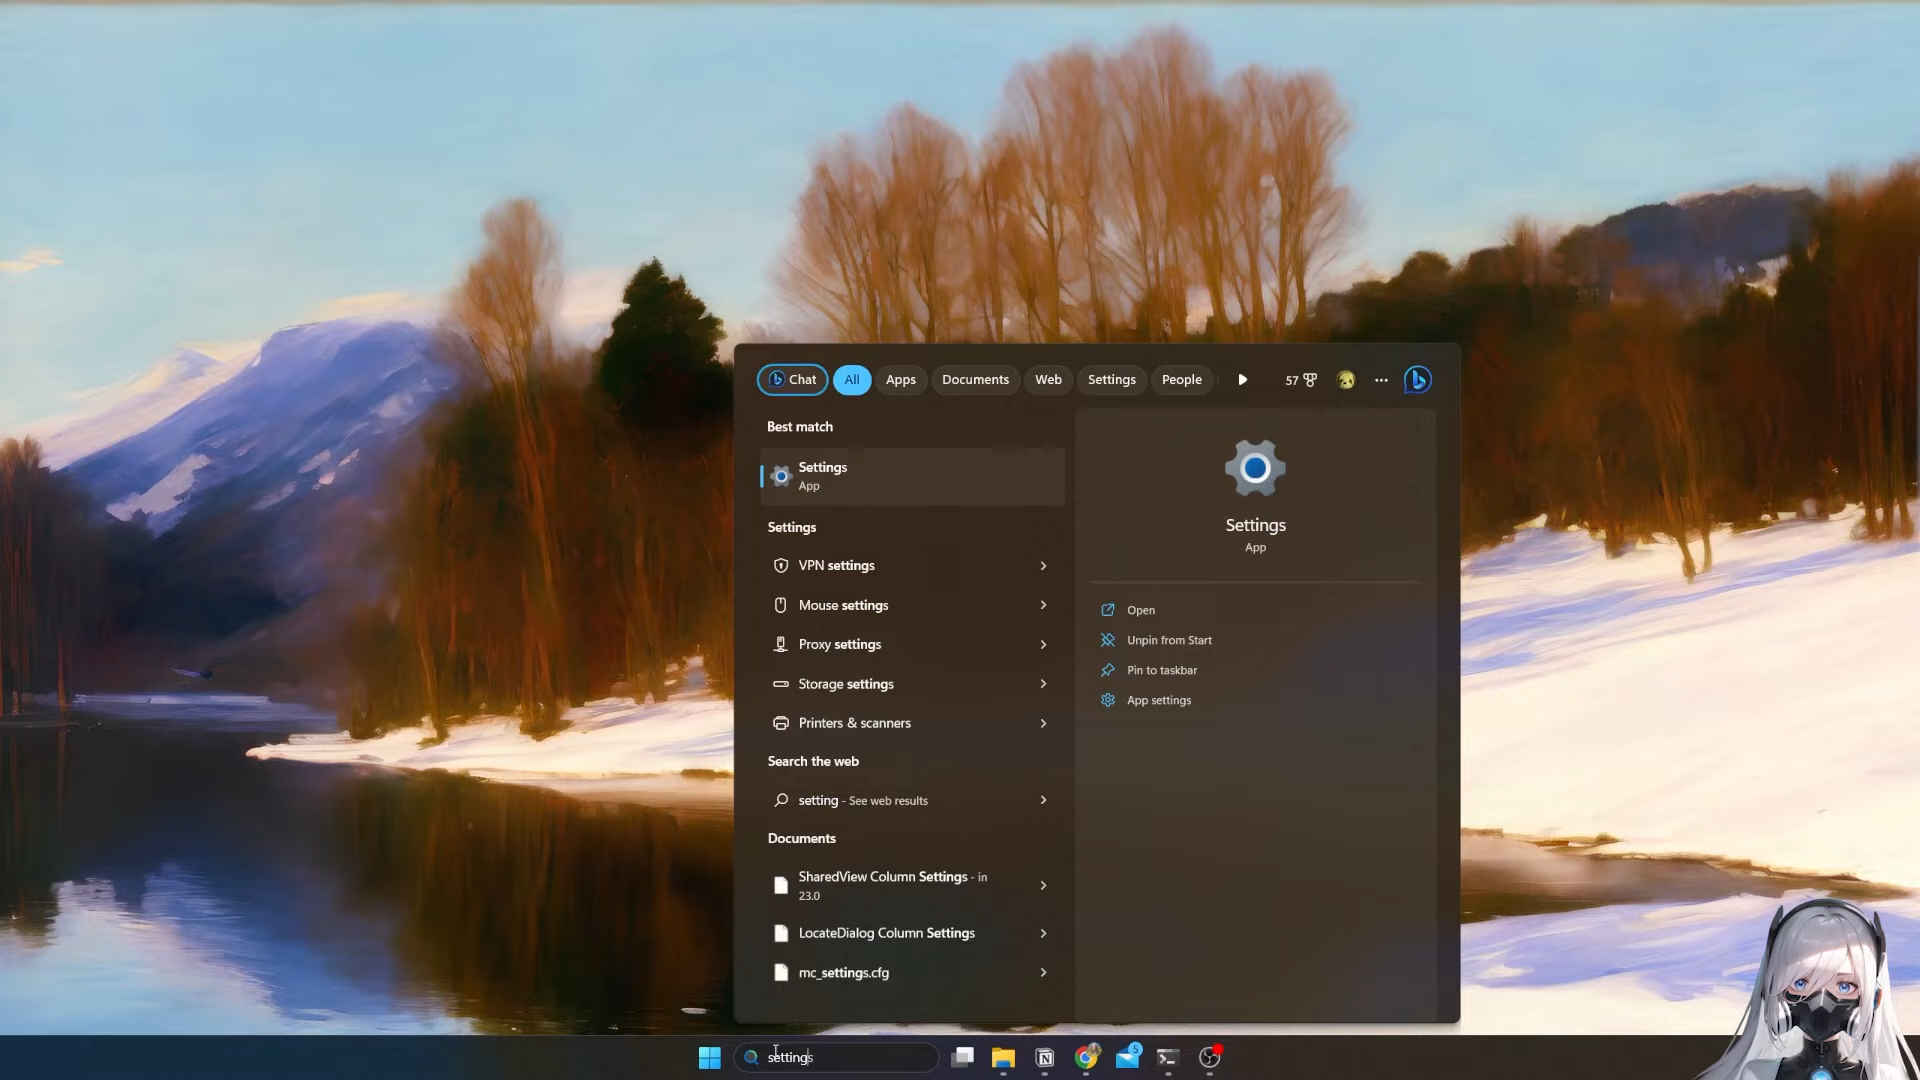 Chat
All
Apps
Documents
Web
Settings
People
57
Best match
Settings
App
Settings
VPN settings
Mouse settings
Proxy settings
Storage settings
Printers & scanners
Search the web
setting - See web results
Documents
SharedView Column Settings - in
23.0
LocateDialog Column Settings
mc_settings.cfg
Settings
App
Open
Unpin from Start
Pin to taskbar
App settings
settings
5